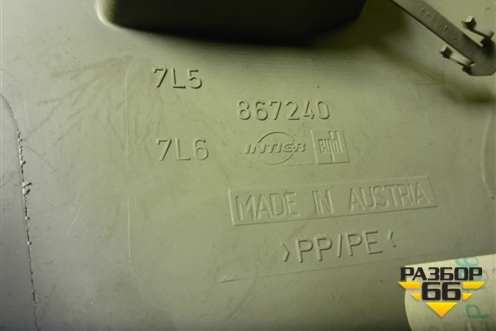 7L5
867240
7L6 INTIER
MADE IN AUSTRIA
>PP/PE<
РАЗБОР
66